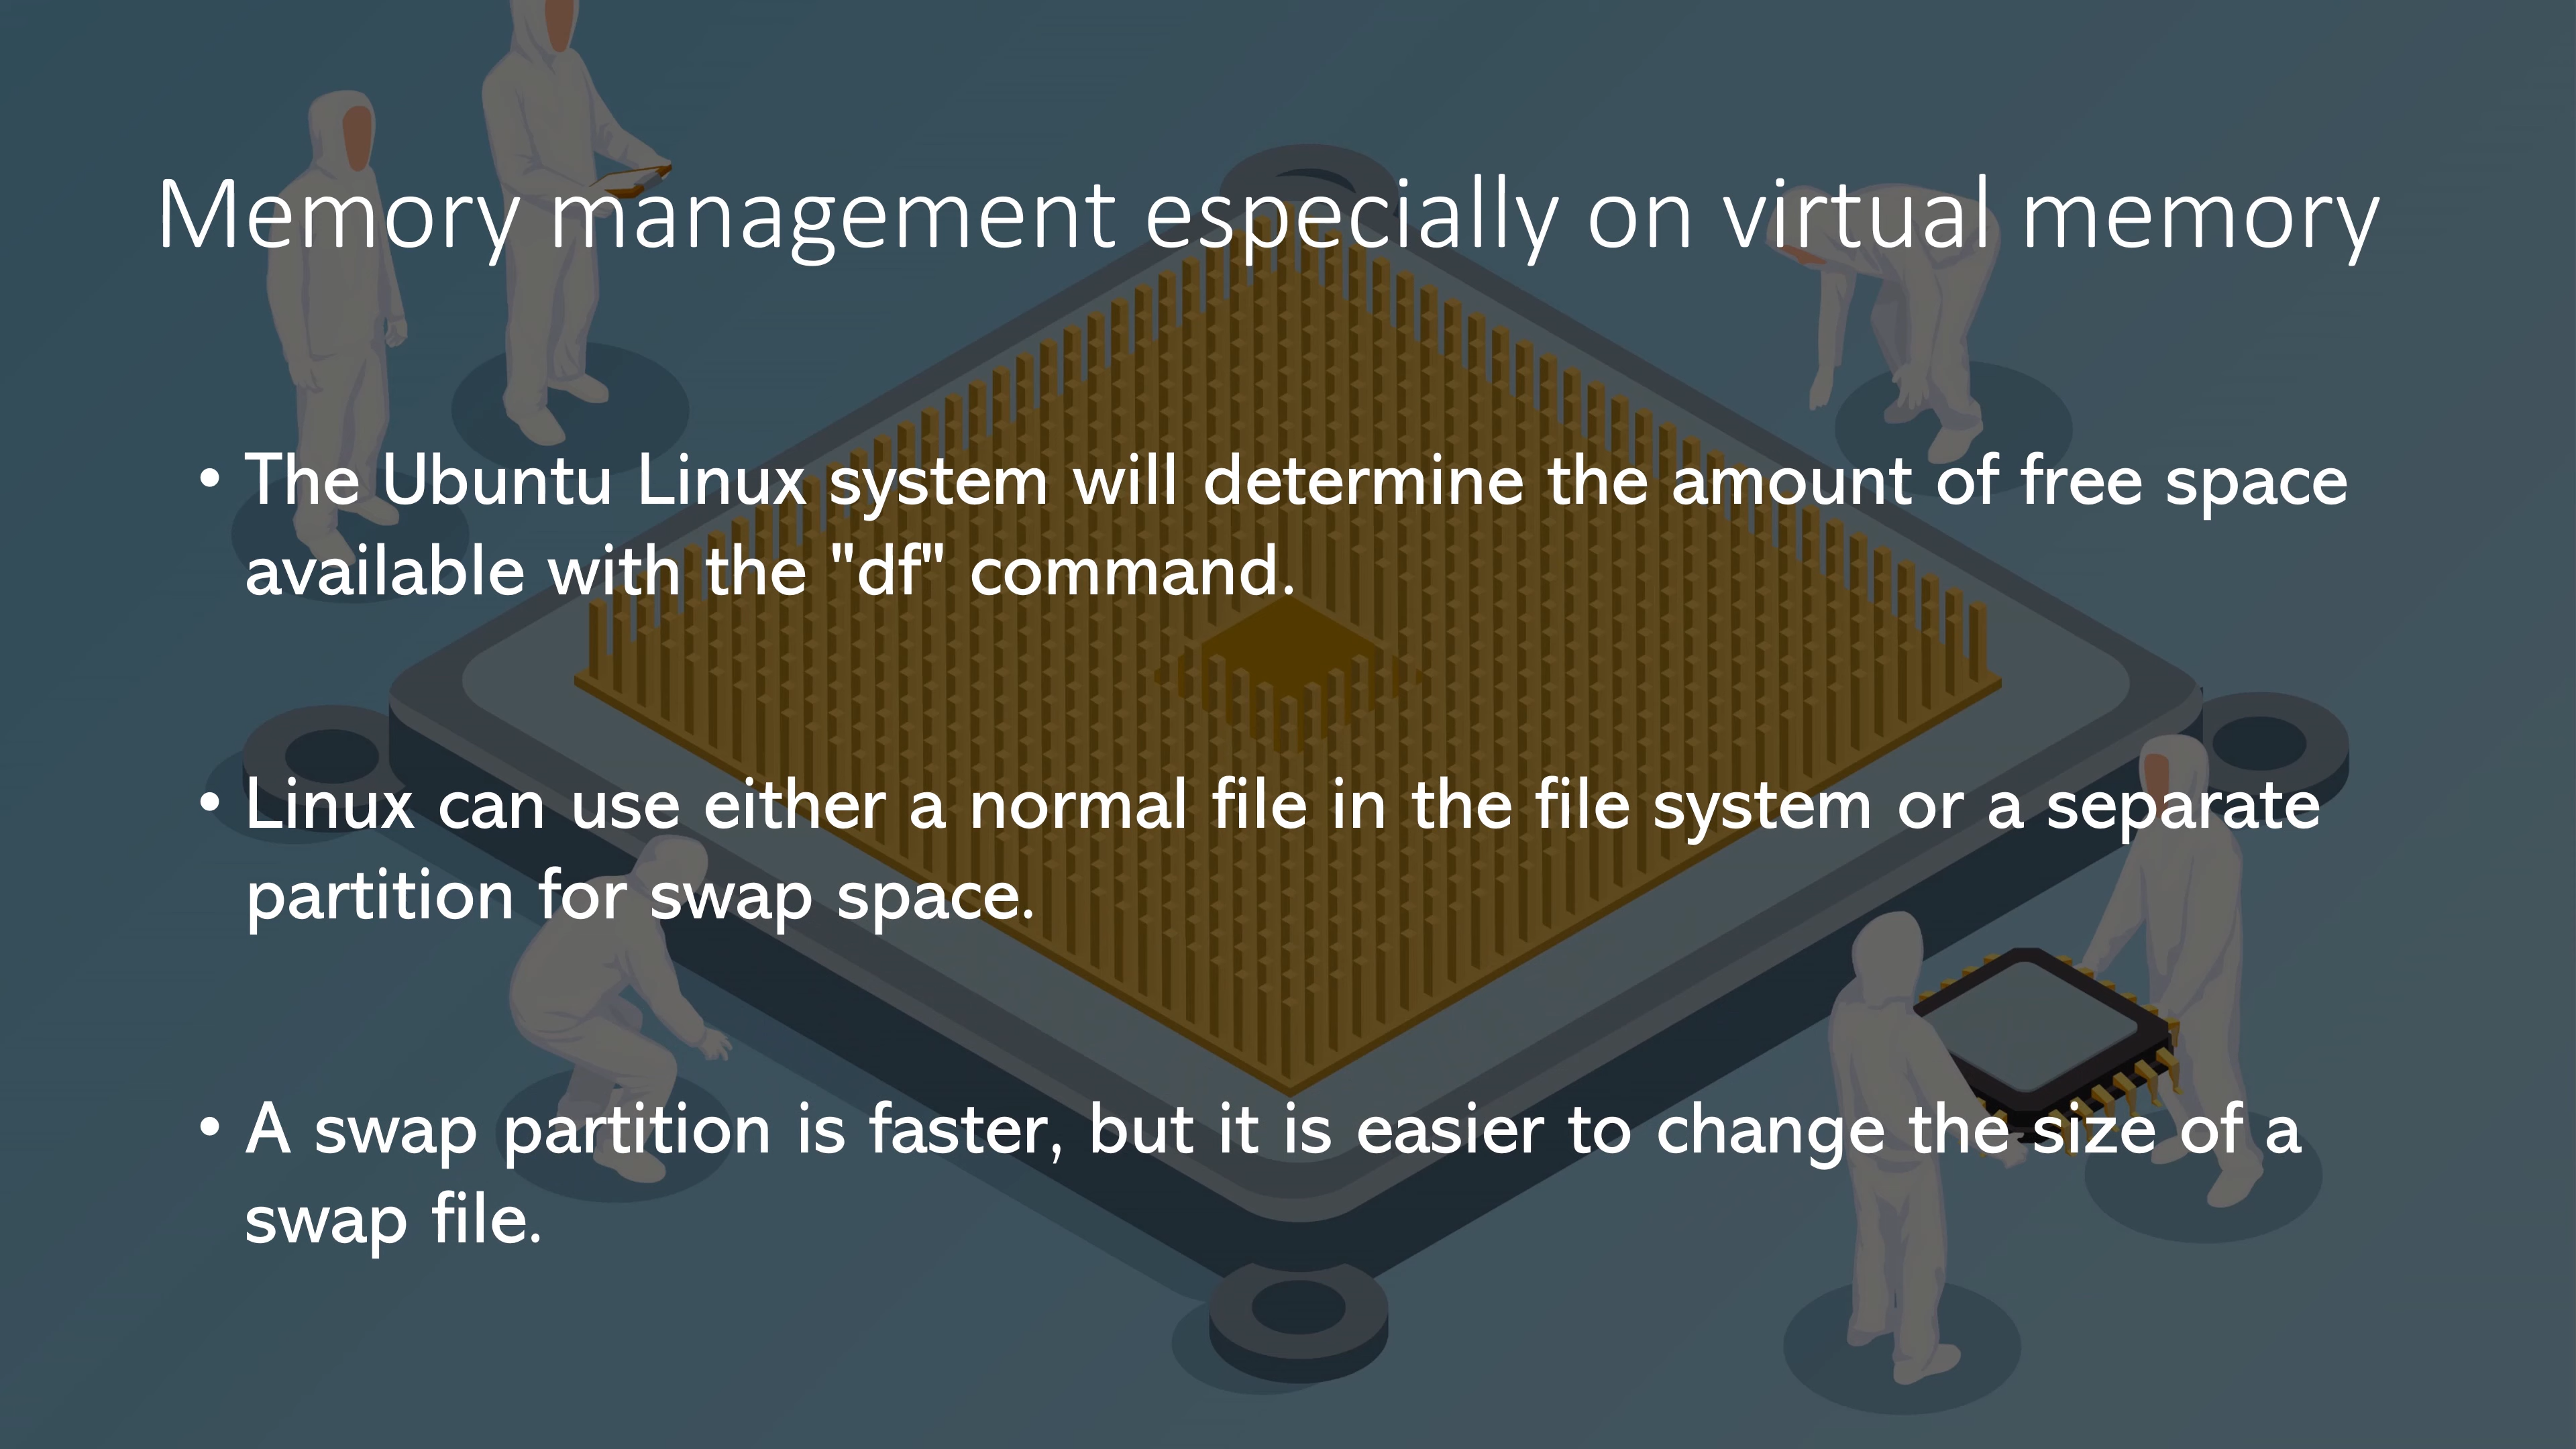 Memory management especially on virtual memory
• The Ubuntu Linux system will determine the amount of free space
available with the "df" command.
• Linux can use either a normal file in the file system or a separate
partition for swap space.
• A swap partition is faster, but it is easier to change the size of a
swap file.